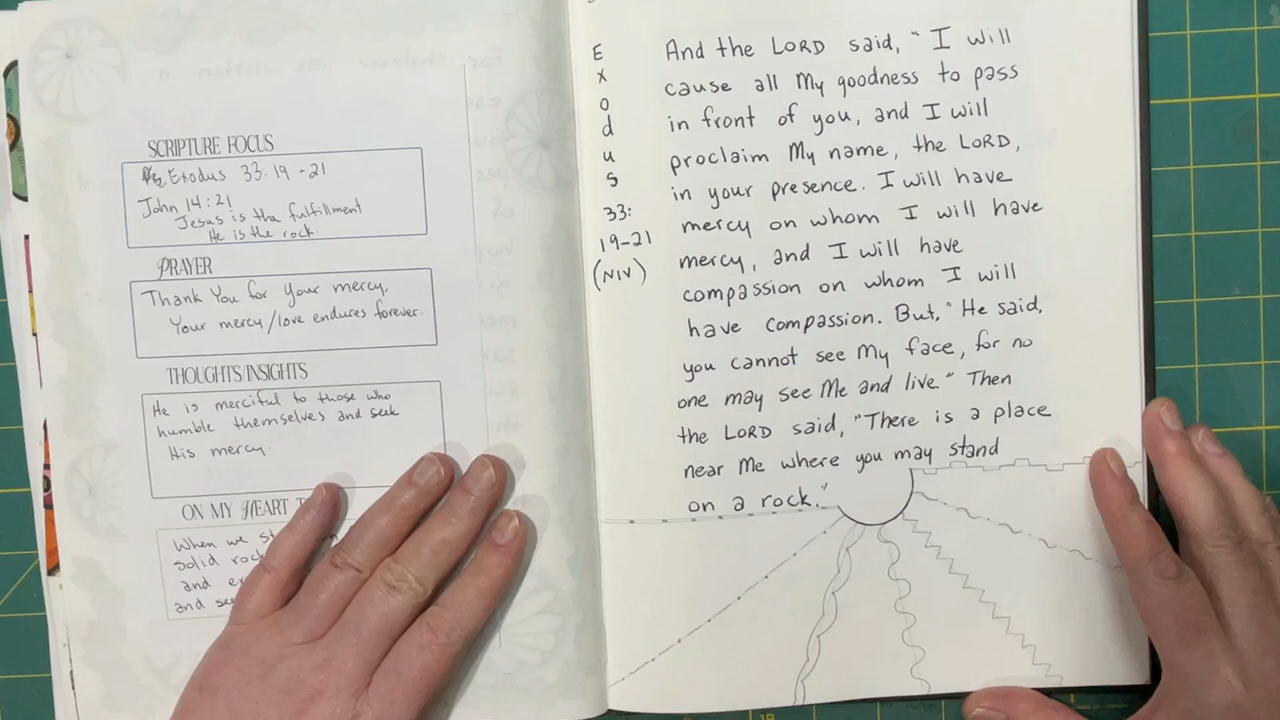 SCRIPTURE FOCUS
Exodus 33:19-21
John 14:21
Jesus is the fulfillment
He is the rock.
PRAYER
Thank You for Your mercy.
Your mercy/love endures forever.
THOUGHTS/INSIGHTS
He is merciful to those who
humble themselves and seek
His mercy.
ON MY HEART
When we
solid rock
and
and
Exodus
33:
19-21
(NIV)
And the LORD said, "I will
cause all My goodness to pass
in front of you, and I will
proclaim My name, the LORD,
in your presence. I will have
mercy on whom I will have
mercy, and I will have
compassion on whom I will
have compassion. But," He said,
you cannot see My face, for no
one may see Me and live." Then
the LORD said, "There is a place
near Me where you may stand
on a rock."